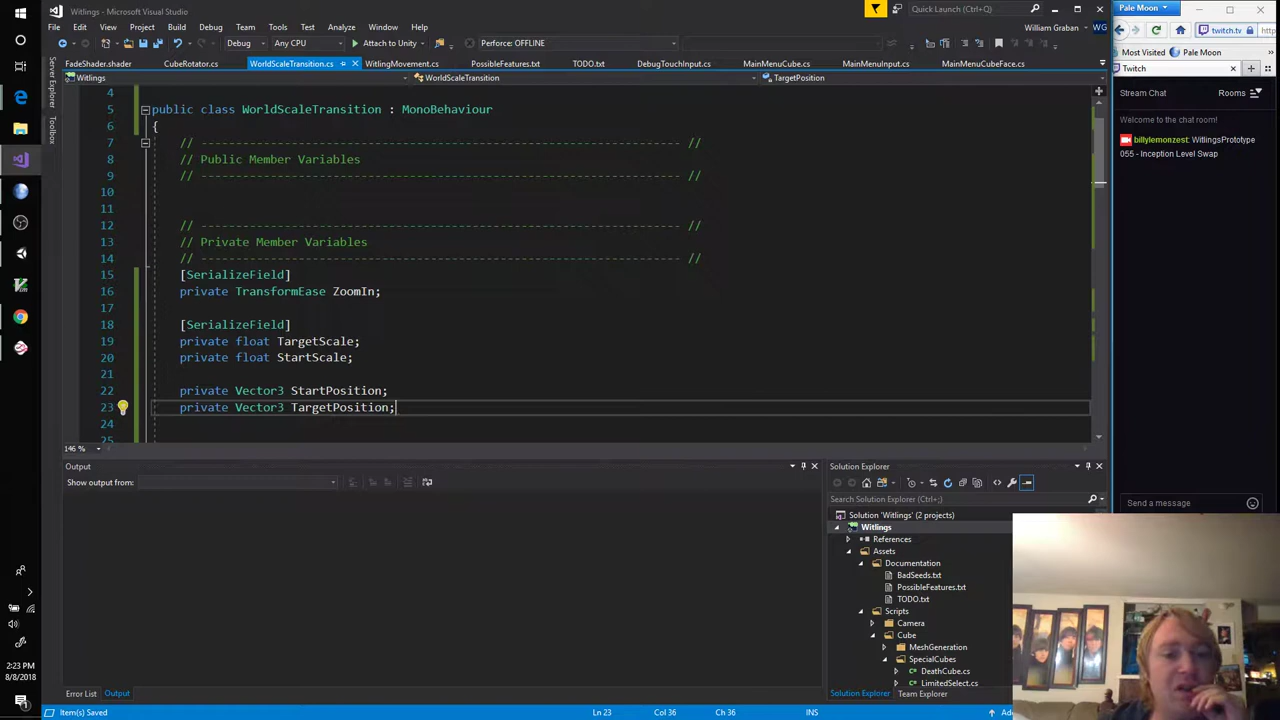 Witlings - Microsoft Visual Studio
Quick Launch (Ctrl+Q)
File Edit View Project Build Debug Team Tools Test Analyze Window Help
William Graban WG
Debug Any CPU Attach to Unity Perforce: OFFLINE
FadeShader.shader CubeRotator.cs WorldScaleTransition.cs WitlingMovement.cs PossibleFeatures.txt TODO.txt DebugTouchInput.cs MainMenuCube.cs MainMenuInput.cs MainMenuCubeFace.cs
Witlings WorldScaleTransition TargetPosition
Server Explorer
Toolbox
4
5 public class WorldScaleTransition : MonoBehaviour
6 {
7 // --------------------------------------------------------------------- //
8 // Public Member Variables
9 // --------------------------------------------------------------------- //
10
11
12 // --------------------------------------------------------------------- //
13 // Private Member Variables
14 // --------------------------------------------------------------------- //
15 [SerializeField]
16 private TransformEase ZoomIn;
17
18 [SerializeField]
19 private float TargetScale;
20 private float StartScale;
21
22 private Vector3 StartPosition;
23 private Vector3 TargetPosition;
24
25
146 %
Output
Show output from:
Error List Output
Solution Explorer
Search Solution Explorer (Ctrl+;)
Solution 'Witlings' (2 projects)
Witlings
References
Assets
Documentation
BadSeeds.txt
PossibleFeatures.txt
TODO.txt
Scripts
Camera
Cube
MeshGeneration
SpecialCubes
DeathCube.cs
LimitedSelect.cs
Solution Explorer Team Explorer
Item(s) Saved Ln 23 Col 36 Ch 36 INS
2:23 PM
8/8/2018
Pale Moon
twitch.tv
Most Visited Pale Moon
Twitch
Stream Chat Rooms
Welcome to the chat room!
billylemonzest: WitlingsPrototype
055 - Inception Level Swap
Send a message